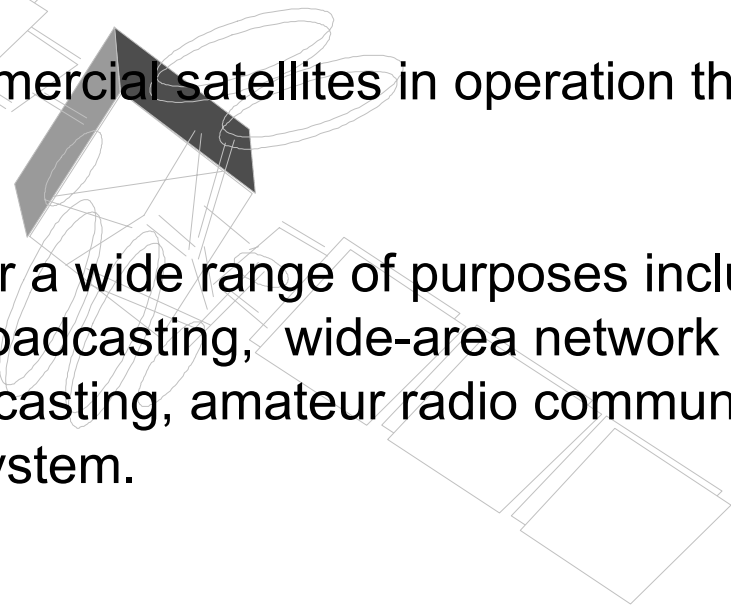 mercial satellites in operation th
r a wide range of purposes inclu
oadcasting, wide-area network
casting, amateur radio commun
ystem.